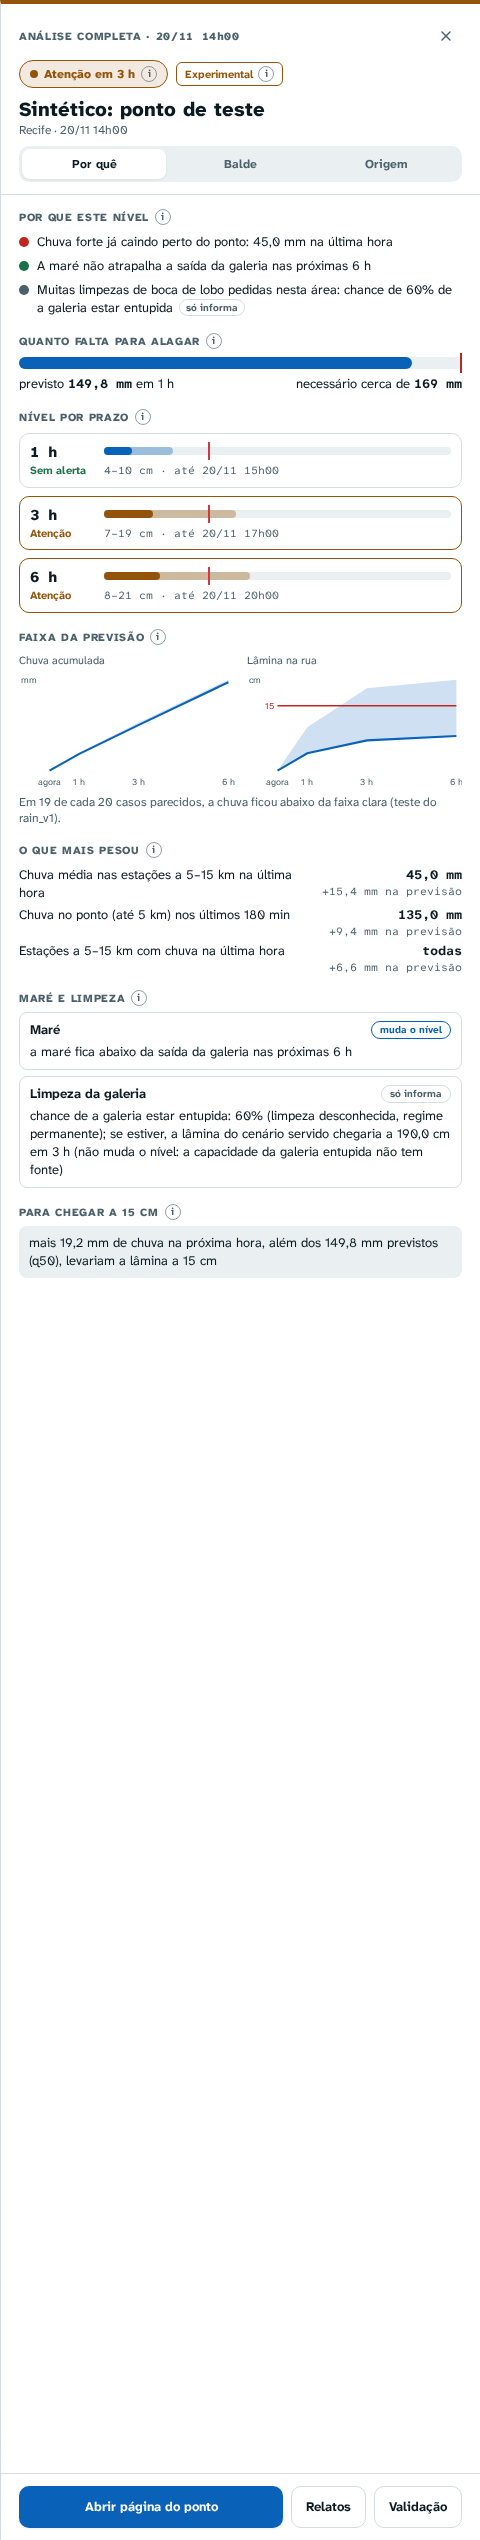 ANÁLISE COMPLETA · 20/11 14h00 ×
Atenção em 3 h i Experimental i
Sintético: ponto de teste
Recife · 20/11 14h00
Por quê Balde Origem
POR QUE ESTE NÍVEL i
Chuva forte já caindo perto do ponto: 45,0 mm na última hora
A maré não atrapalha a saída da galeria nas próximas 6 h
Muitas limpezas de boca de lobo pedidas nesta área: chance de 60% de
a galeria estar entupida só informa
QUANTO FALTA PARA ALAGAR i
previsto 149,8 mm em 1 h necessário cerca de 169 mm
NÍVEL POR PRAZO i
1 h
Sem alerta 4–10 cm · até 20/11 15h00
3 h
Atenção 7–19 cm · até 20/11 17h00
6 h
Atenção 8–21 cm · até 20/11 20h00
FAIXA DA PREVISÃO i
Chuva acumulada Lâmina na rua
mm cm
15
agora 1 h 3 h 6 h agora 1 h 3 h 6 h
Em 19 de cada 20 casos parecidos, a chuva ficou abaixo da faixa clara (teste do
rain_v1).
O QUE MAIS PESOU i
Chuva média nas estações a 5–15 km na última 45,0 mm
hora +15,4 mm na previsão
Chuva no ponto (até 5 km) nos últimos 180 min 135,0 mm
+9,4 mm na previsão
Estações a 5–15 km com chuva na última hora todas
+6,6 mm na previsão
MARÉ E LIMPEZA i
Maré muda o nível
a maré fica abaixo da saída da galeria nas próximas 6 h
Limpeza da galeria só informa
chance de a galeria estar entupida: 60% (limpeza desconhecida, regime
permanente); se estiver, a lâmina do cenário servido chegaria a 190,0 cm
em 3 h (não muda o nível: a capacidade da galeria entupida não tem
fonte)
PARA CHEGAR A 15 CM i
mais 19,2 mm de chuva na próxima hora, além dos 149,8 mm previstos
(q50), levariam a lâmina a 15 cm
Abrir página do ponto Relatos Validação